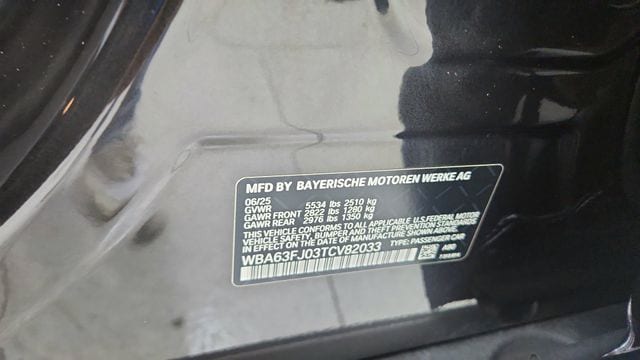 MFD BY BAYERISCHE MOTOREN WERKE AG
06/25
GVWR 5534 lbs 2510 kg
GAWR FRONT 2822 lbs 1280 kg
GAWR REAR 2976 lbs 1350 kg
THIS VEHICLE CONFORMS TO ALL APPLICABLE U.S. FEDERAL MOTOR
VEHICLE SAFETY, BUMPER, AND THEFT PREVENTION STANDARDS
IN EFFECT ON THE DATE OF MANUFACTURE SHOWN ABOVE.
WBA63FJ03TCV82033 TYPE: PASSENGER CAR